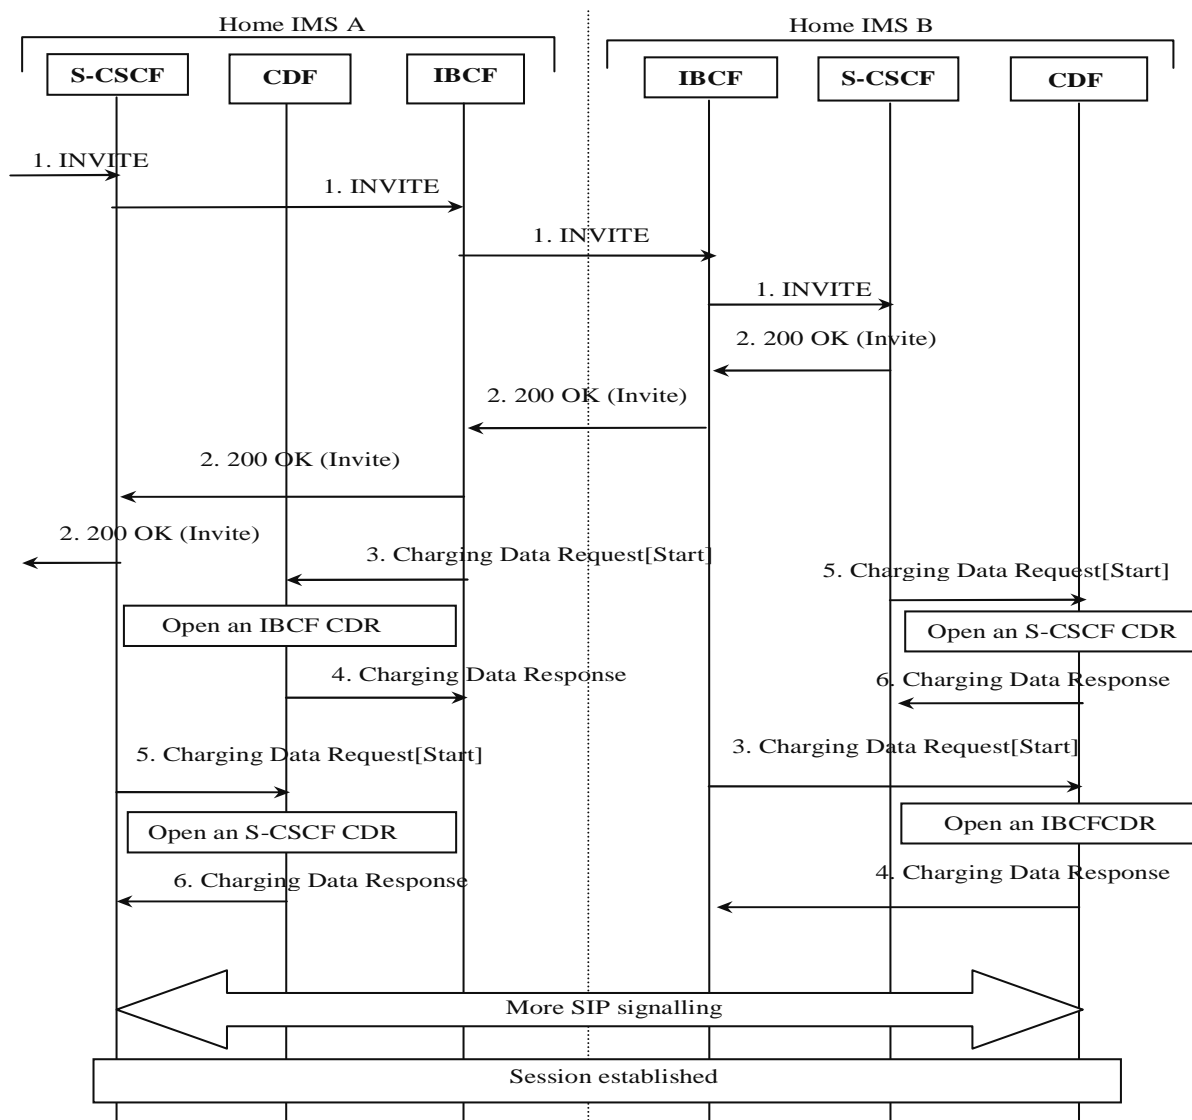 Home IMS A
Home IMS B
S-CSCF
CDF
IBCF
IBCF
S-CSCF
CDF
1. INVITE
1. INVITE
1. INVITE
1. INVITE
2. 200 OK (Invite)
2. 200 OK (Invite)
2. 200 OK (Invite)
2. 200 OK (Invite)
3. Charging Data Request[Start]
5. Charging Data Request[Start]
Open an IBCF CDR
Open an S-CSCF CDR
4. Charging Data Response
6. Charging Data Response
5. Charging Data Request[Start]
3. Charging Data Request[Start]
Open an S-CSCF CDR
Open an IBCFCDR
6. Charging Data Response
4. Charging Data Response
More SIP signalling
Session established